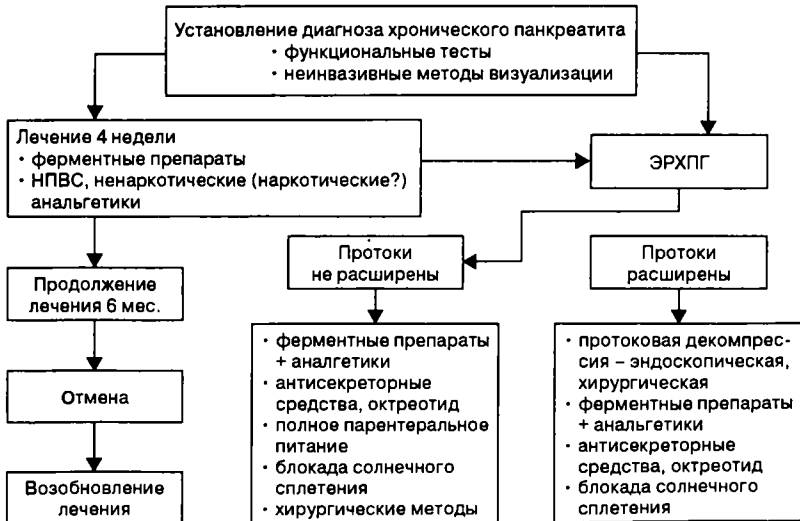 Установление диагноза хронического панкреатита
· функциональные тесты
· неинвазивные методы визуализации
Лечение 4 недели
· ферментные препараты
· НПВС, ненаркотические (наркотические?)
анальгетики
ЭРХПГ
Продолжение
лечения 6 мес.
Отмена
Возобновление
лечения
Протоки
не расширены
· ферментные препараты
+ аналгетики
· антисекреторные
средства, октреотид
· полное парентеральное
питание
· блокада солнечного
сплетения
· хирургические методы
Протоки
расширены
· протоковая декомпрес-
сия – эндоскопическая,
хирургическая
· ферментные препараты
+ анальгетики
· антисекреторные
средства, октреотид
· блокада солнечного
сплетения